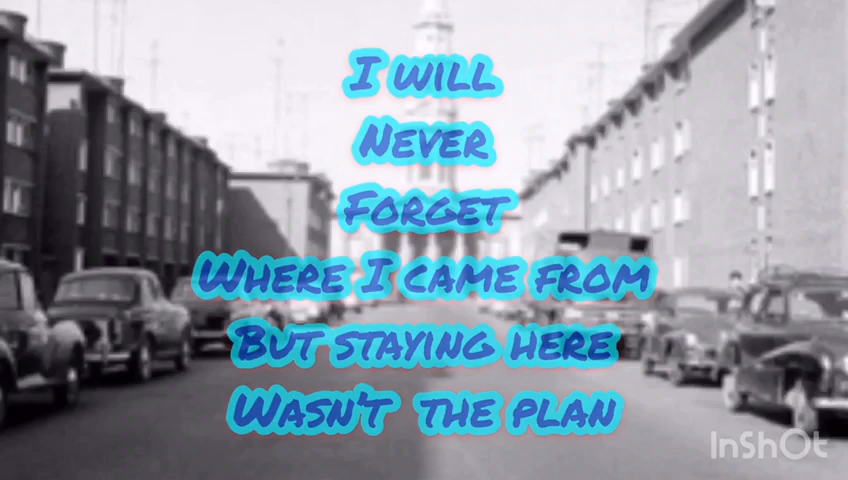 I will
Never
Forget
Where I came from
But staying here
Wasn't the plan
InShOt